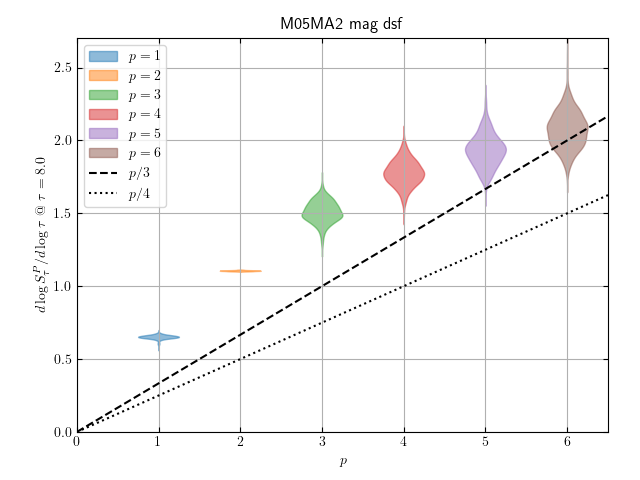 M05MA2 mag dsf
d log S_τ^P / d log τ @ τ = 8.0
2.5
2.0
1.5
1.0
0.5
0.0
p = 1
p = 2
p = 3
p = 4
p = 5
p = 6
p/3
p/4
0 1 2 3 4 5 6
p